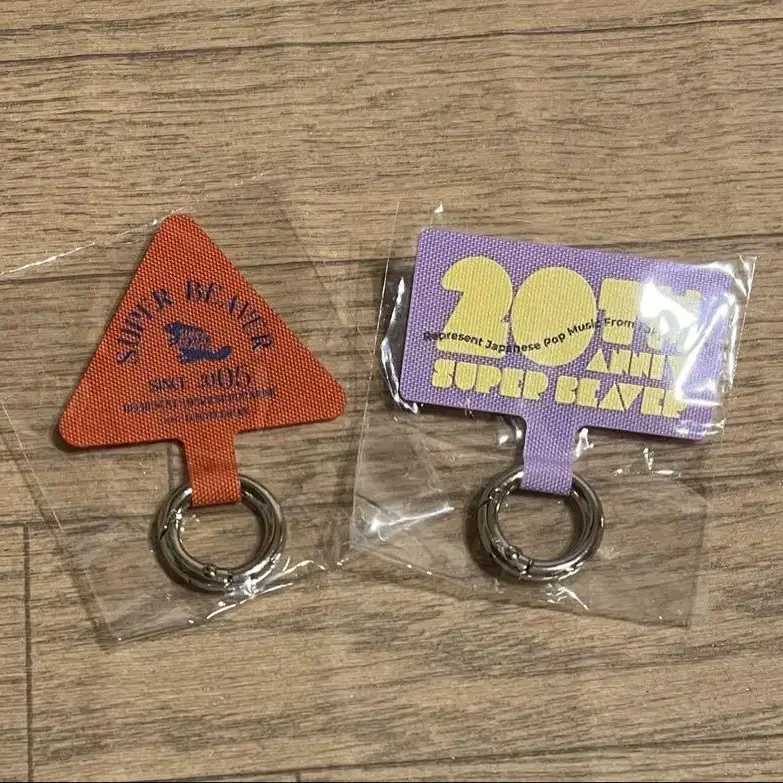 SUPER BEAVER
SINCE 2005
20TH
Represent Japanese Pop Music From
ANNIV
SUPER BEAVER